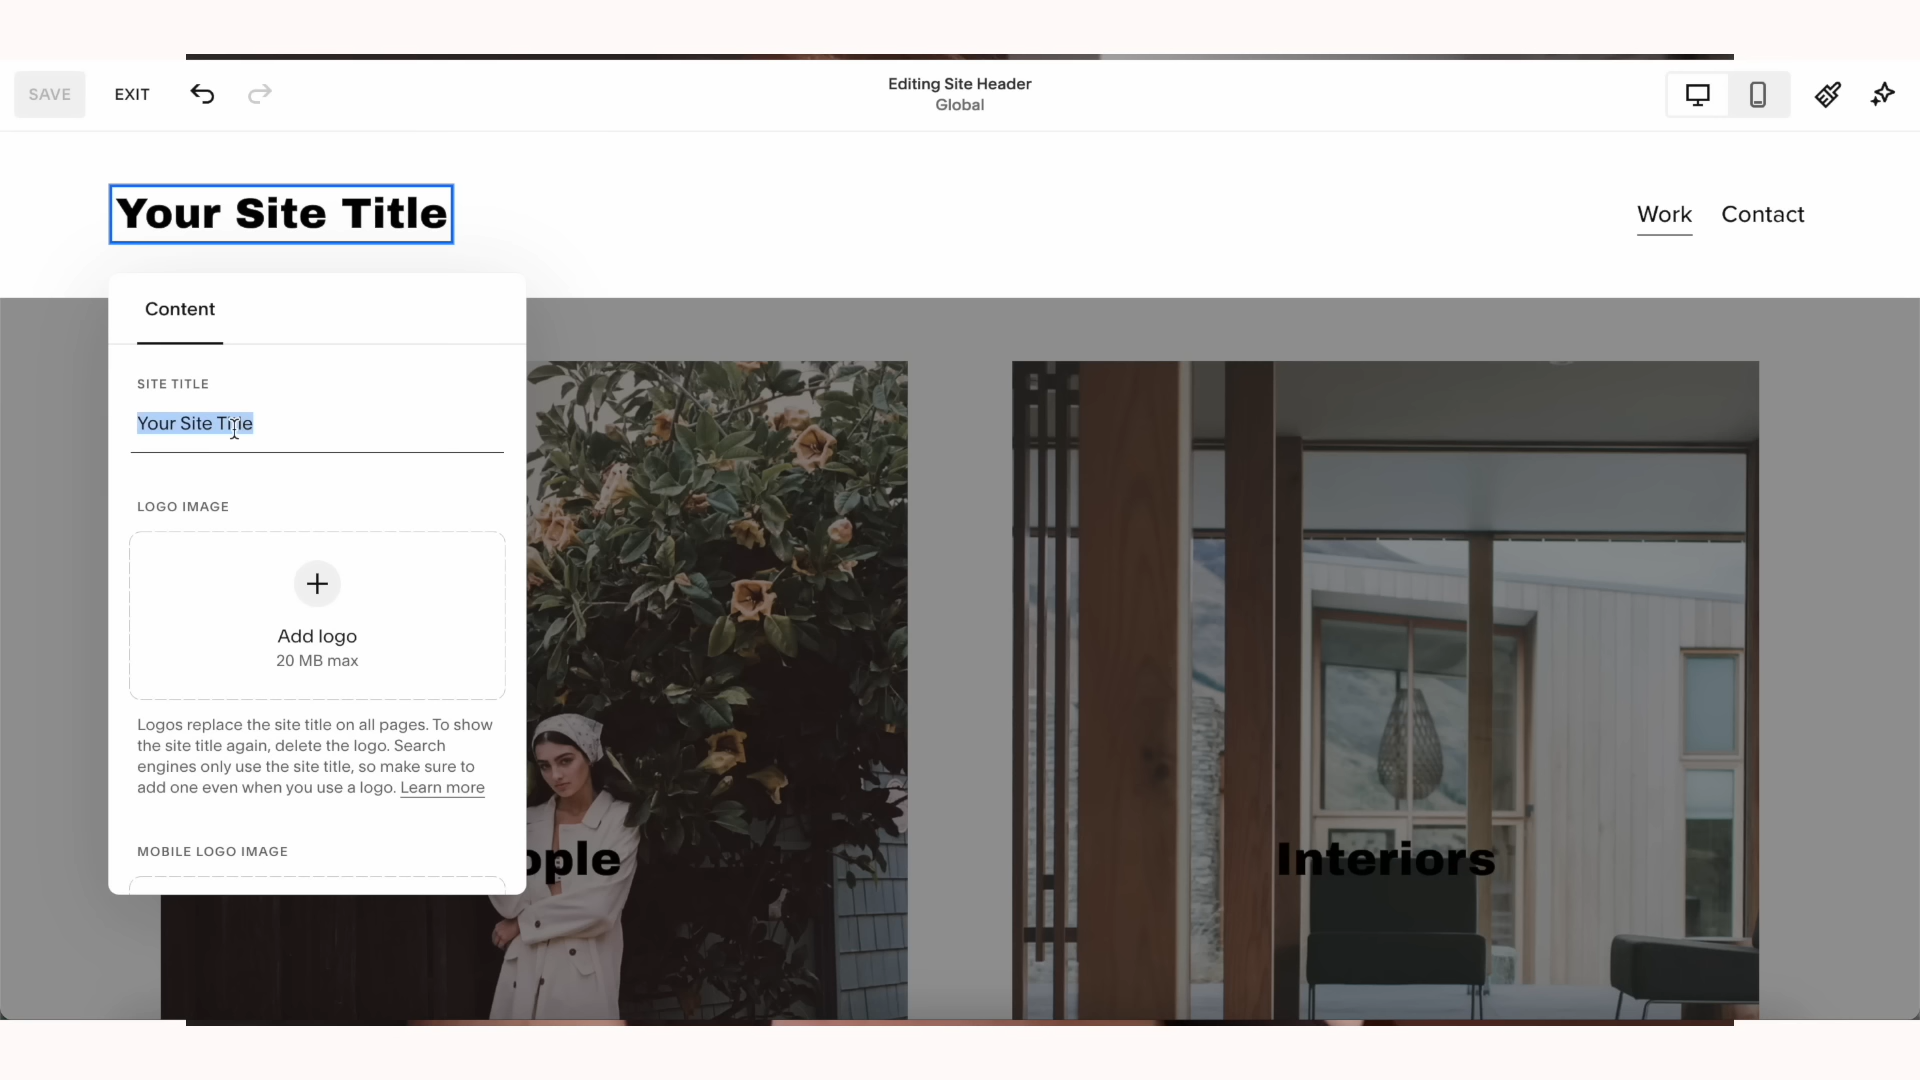 SAVE
EXIT
Editing Site Header
Global
Your Site Title
Work
Contact
Content
SITE TITLE
Your Site Title
LOGO IMAGE
Add logo
20 MB max
Logos replace the site title on all pages. To show
the site title again, delete the logo. Search
engines only use the site title, so make sure to
add one even when you use a logo. Learn more
MOBILE LOGO IMAGE
ople
Interiors